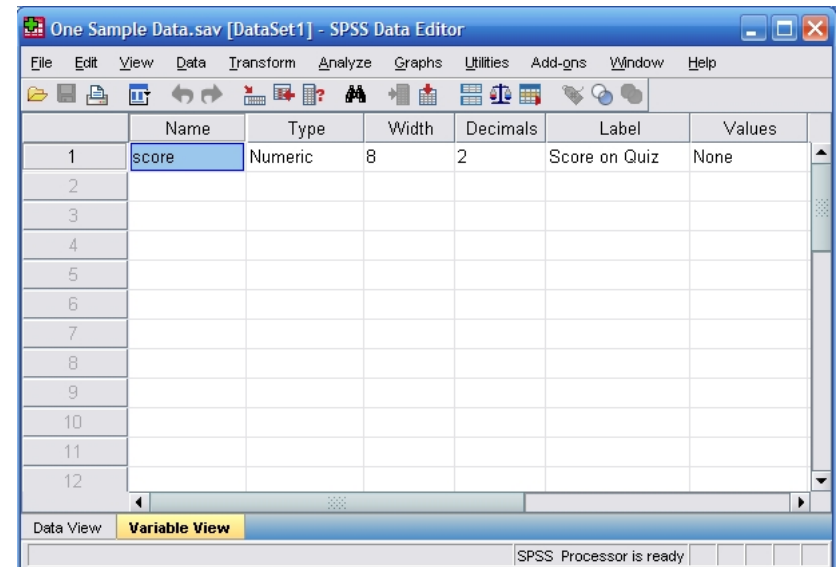 One Sample Data.sav [DataSet1] - SPSS Data Editor
File Edit View Data Transform Analyze Graphs Utilities Add-ons Window Help
Name Type Width Decimals Label Values
1 score Numeric 8 2 Score on Quiz None
2
3
4
5
6
7
8
9
10
11
12
Data View Variable View
SPSS Processor is ready